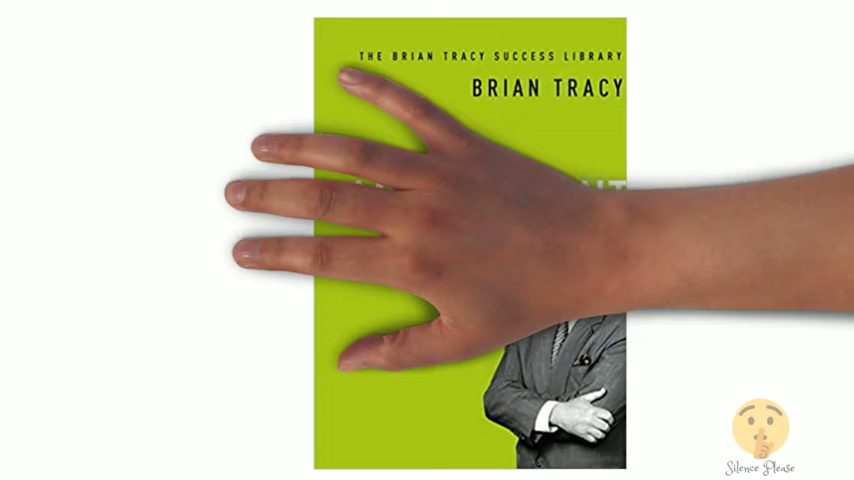 THE BRIAN TRACY SUCCESS LIBRARY
BRIAN TRACY
Silence Please